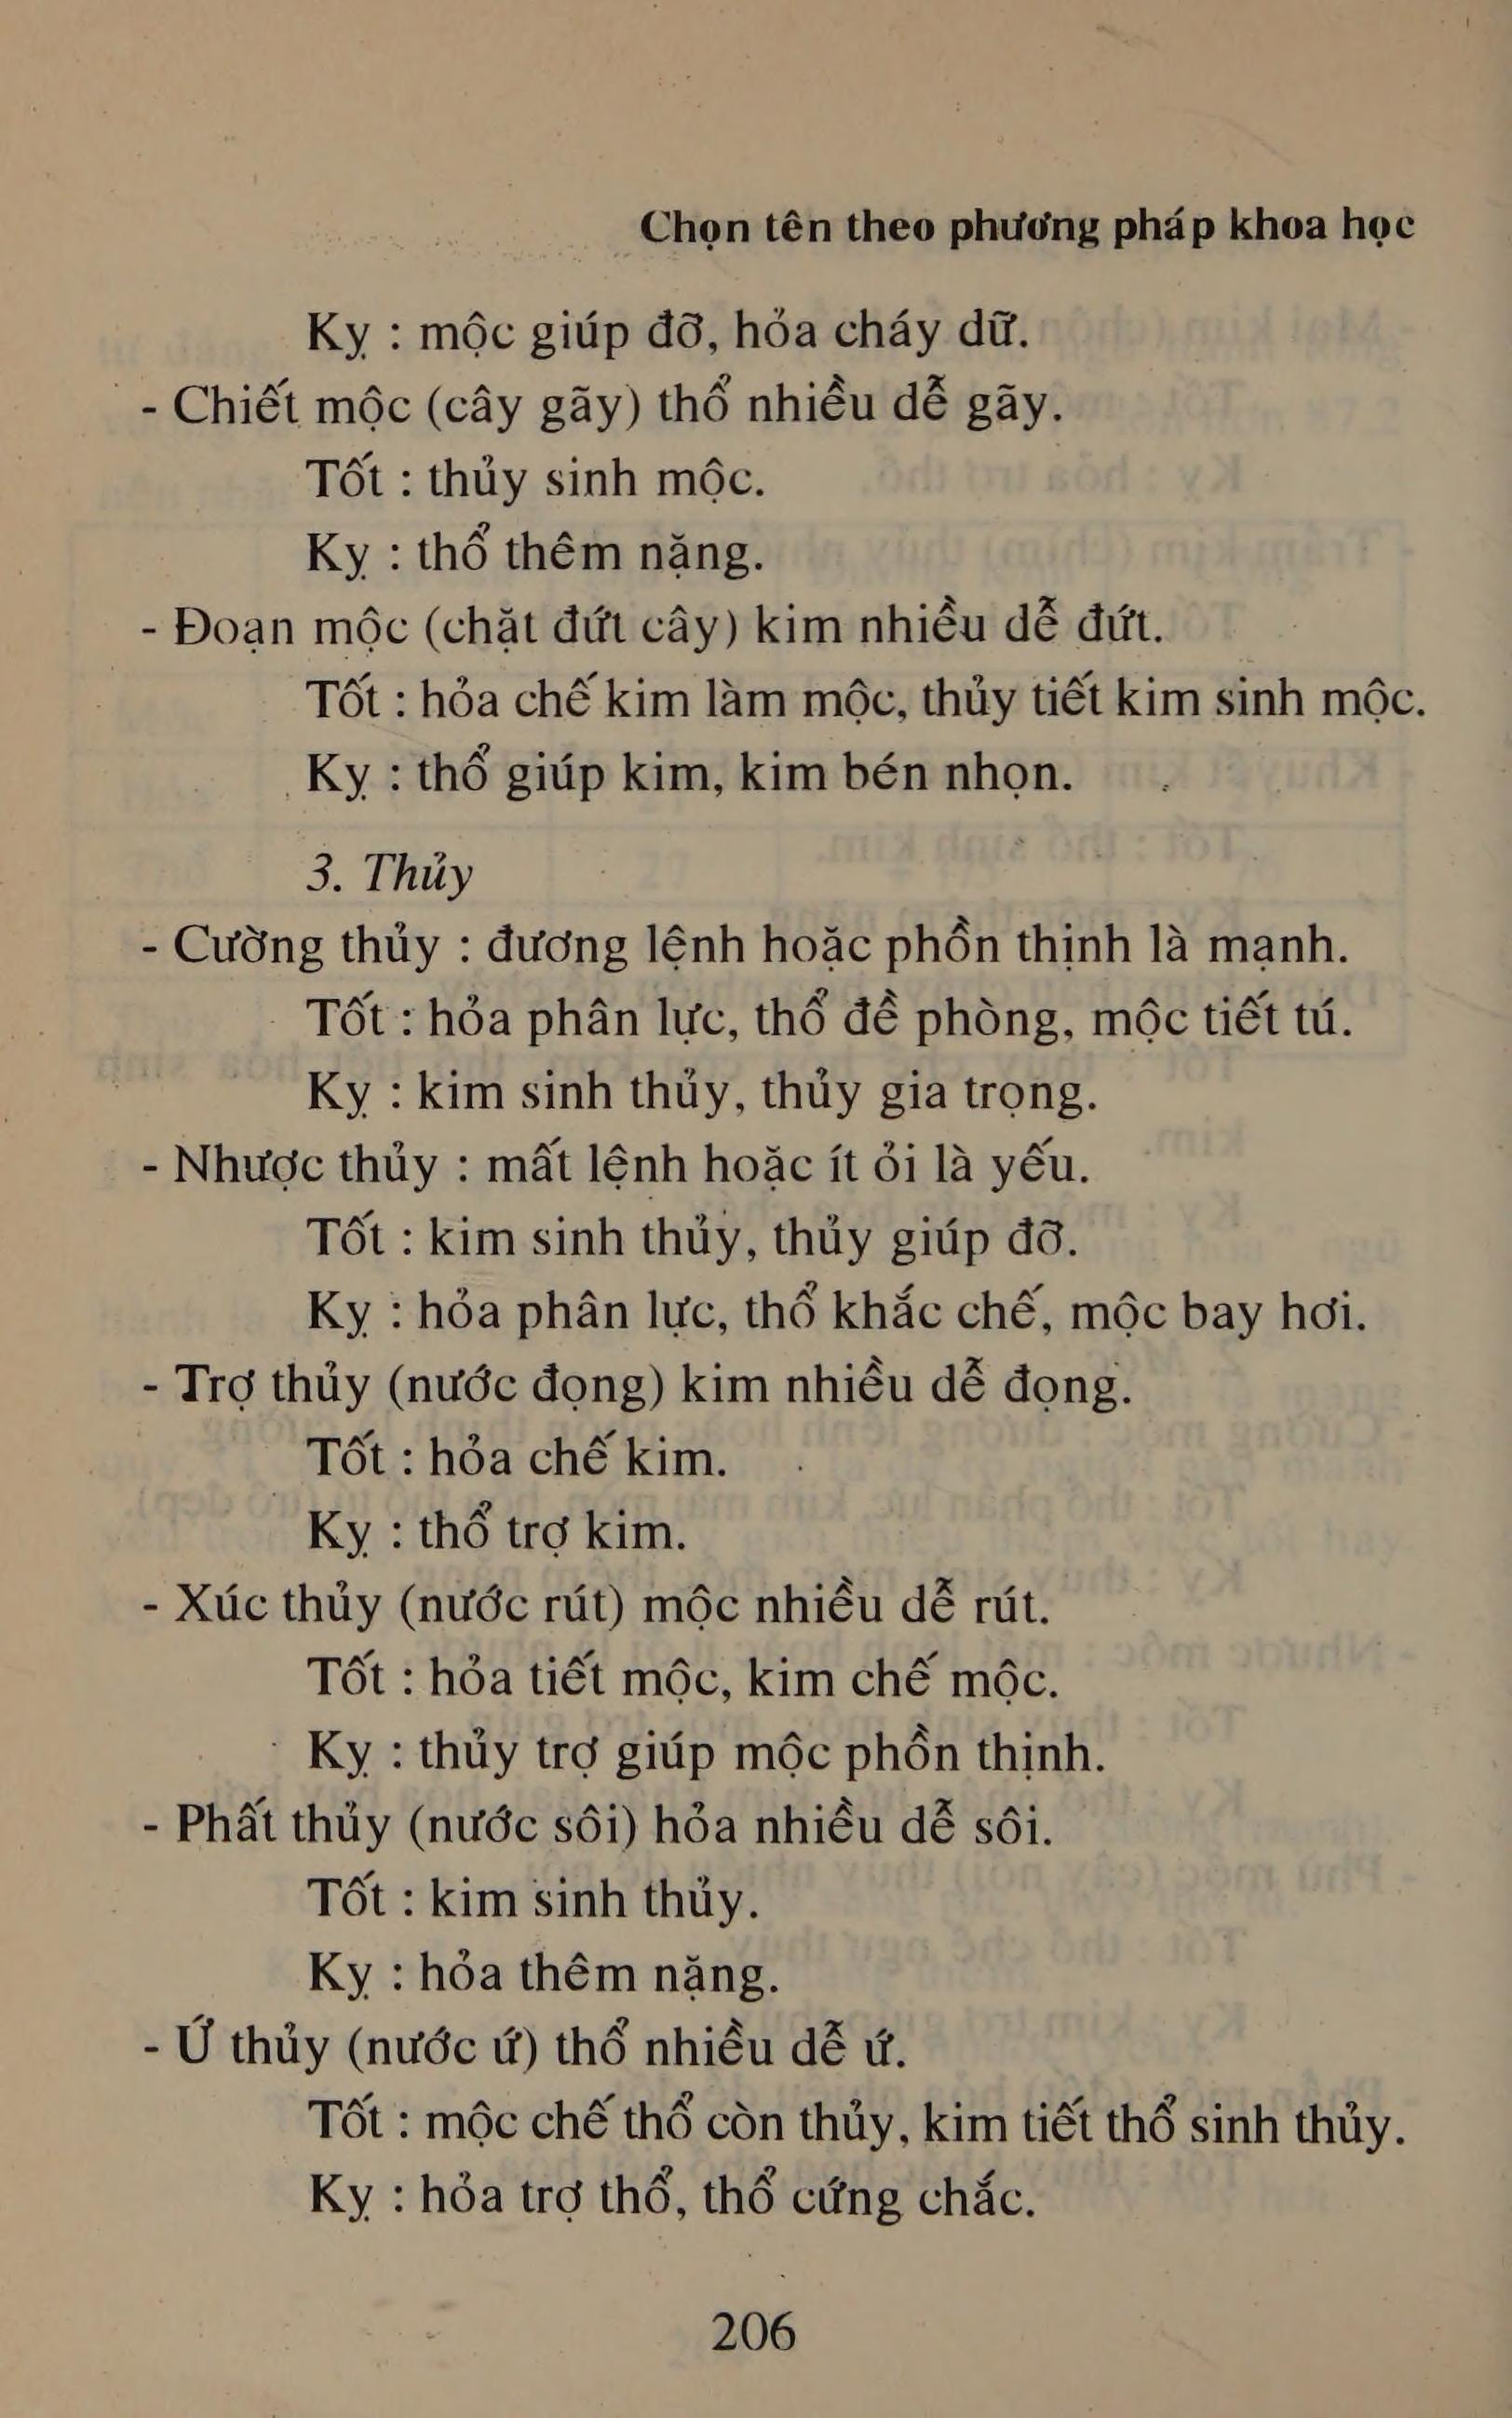 Chọn tên theo phương pháp khoa học
Kỵ : mộc giúp đỡ, hỏa cháy dữ.
- Chiết mộc (cây gãy) thổ nhiều dễ gãy.
Tốt : thủy sinh mộc.
Kỵ : thổ thêm nặng.
- Đoạn mộc (chặt đứt cây) kim nhiều dễ đứt.
Tốt : hỏa chế kim làm mộc, thủy tiết kim sinh mộc.
Kỵ : thổ giúp kim, kim bén nhọn.
3. Thủy
- Cường thủy : đương lệnh hoặc phồn thịnh là mạnh.
Tốt : hỏa phân lực, thổ đề phòng, mộc tiết tú.
Kỵ : kim sinh thủy, thủy gia trọng.
- Nhược thủy : mất lệnh hoặc ít ỏi là yếu.
Tốt : kim sinh thủy, thủy giúp đỡ.
Kỵ : hỏa phân lực, thổ khắc chế, mộc bay hơi.
- Trợ thủy (nước đọng) kim nhiều dễ đọng.
Tốt : hỏa chế kim.
Kỵ : thổ trợ kim.
- Xúc thủy (nước rút) mộc nhiều dễ rút.
Tốt : hỏa tiết mộc, kim chế mộc.
Kỵ : thủy trợ giúp mộc phồn thịnh.
- Phất thủy (nước sôi) hỏa nhiều dễ sôi.
Tốt : kim sinh thủy.
Kỵ : hỏa thêm nặng.
- Ứ thủy (nước ứ) thổ nhiều dễ ứ.
Tốt : mộc chế thổ còn thủy, kim tiết thổ sinh thủy.
Kỵ : hỏa trợ thổ, thổ cứng chắc.
206